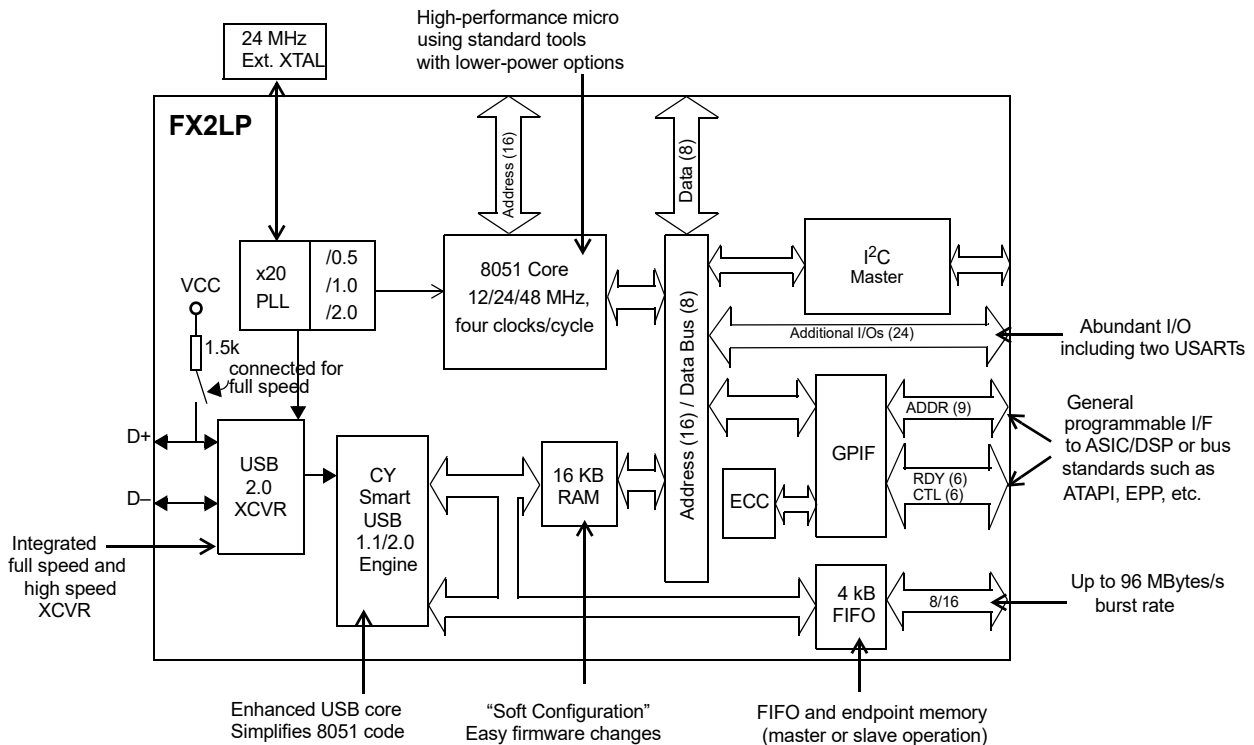 High-performance micro
using standard tools
with lower-power options
24 MHz
Ext. XTAL
FX2LP
Address (16)
Data (8)
x20
PLL
/0.5
/1.0
/2.0
8051 Core
12/24/48 MHz,
four clocks/cycle
I²C
Master
VCC
1.5k
connected for
full speed
Additional I/Os (24)
Abundant I/O
including two USARTs
Address (16) / Data Bus (8)
ADDR (9)
GPIF
RDY (6)
CTL (6)
General
programmable I/F
to ASIC/DSP or bus
standards such as
ATAPI, EPP, etc.
D+
D–
USB
2.0
XCVR
CY
Smart
USB
1.1/2.0
Engine
16 KB
RAM
ECC
Integrated
full speed and
high speed
XCVR
4 kB
FIFO
8/16
Up to 96 MBytes/s
burst rate
Enhanced USB core
Simplifies 8051 code
“Soft Configuration”
Easy firmware changes
FIFO and endpoint memory
(master or slave operation)